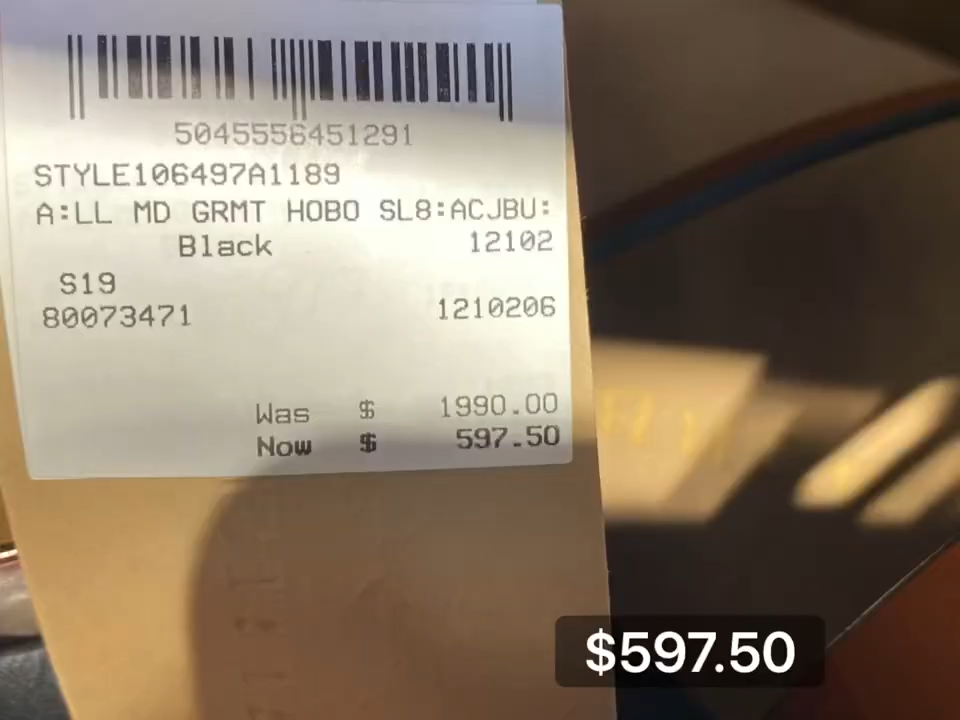 5045556451291
STYLE106497A1189
A:LL MD GRMT HOBO SL8:ACJBU:
Black 12102
S19
80073471 1210206
Was $ 1990.00
Now $ 597.50
$597.50